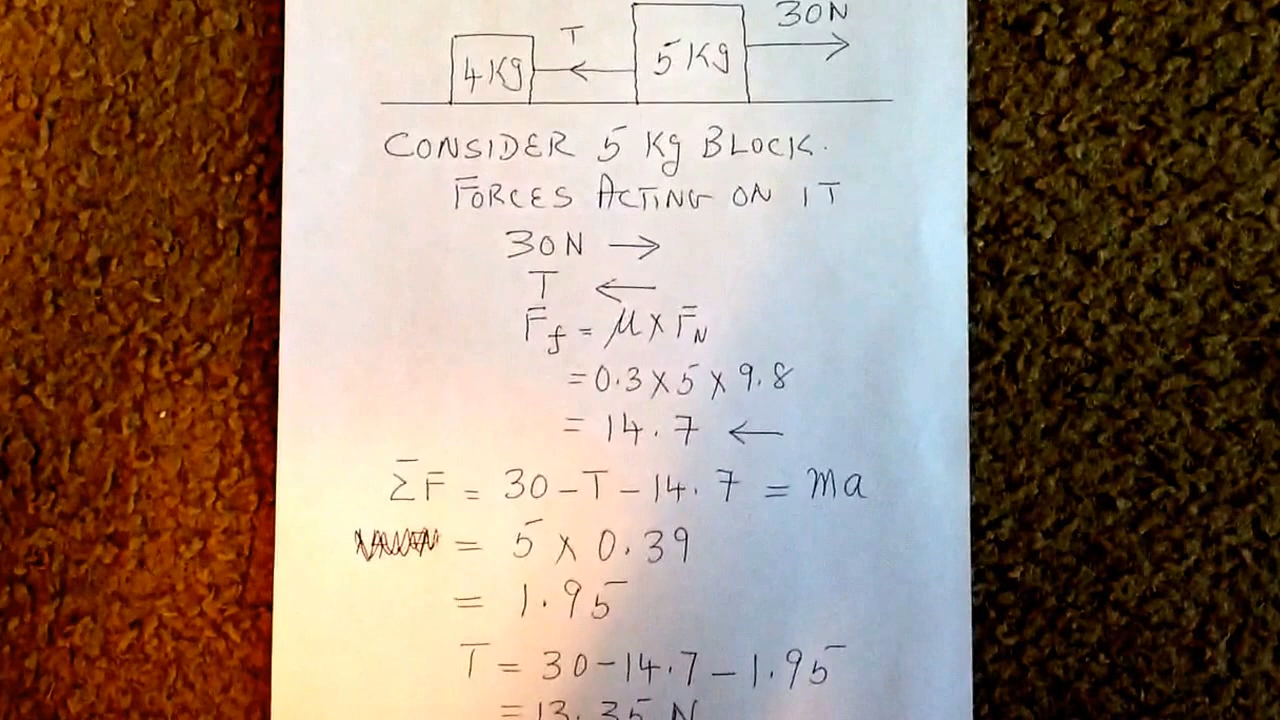 30N
T
4Kg 5Kg
CONSIDER 5 Kg BLOCK.
FORCES ACTING ON IT
30N →
T ←
Ff = μ x FN
= 0.3 x 5 x 9.8
= 14.7 ←
ΣF = 30 - T - 14.7 = ma
= 5 x 0.39
= 1.95
T = 30 - 14.7 - 1.95
= 13.35 N